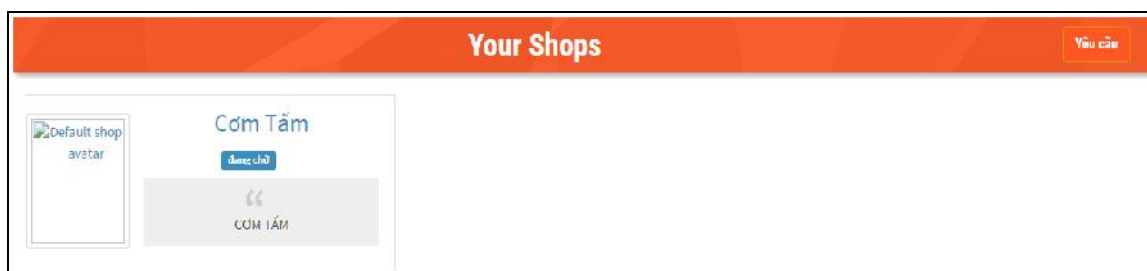 Your Shops
Yêu cầu
Default shop
avatar
Cơm Tấm
đang chờ
“
CƠM TẤM